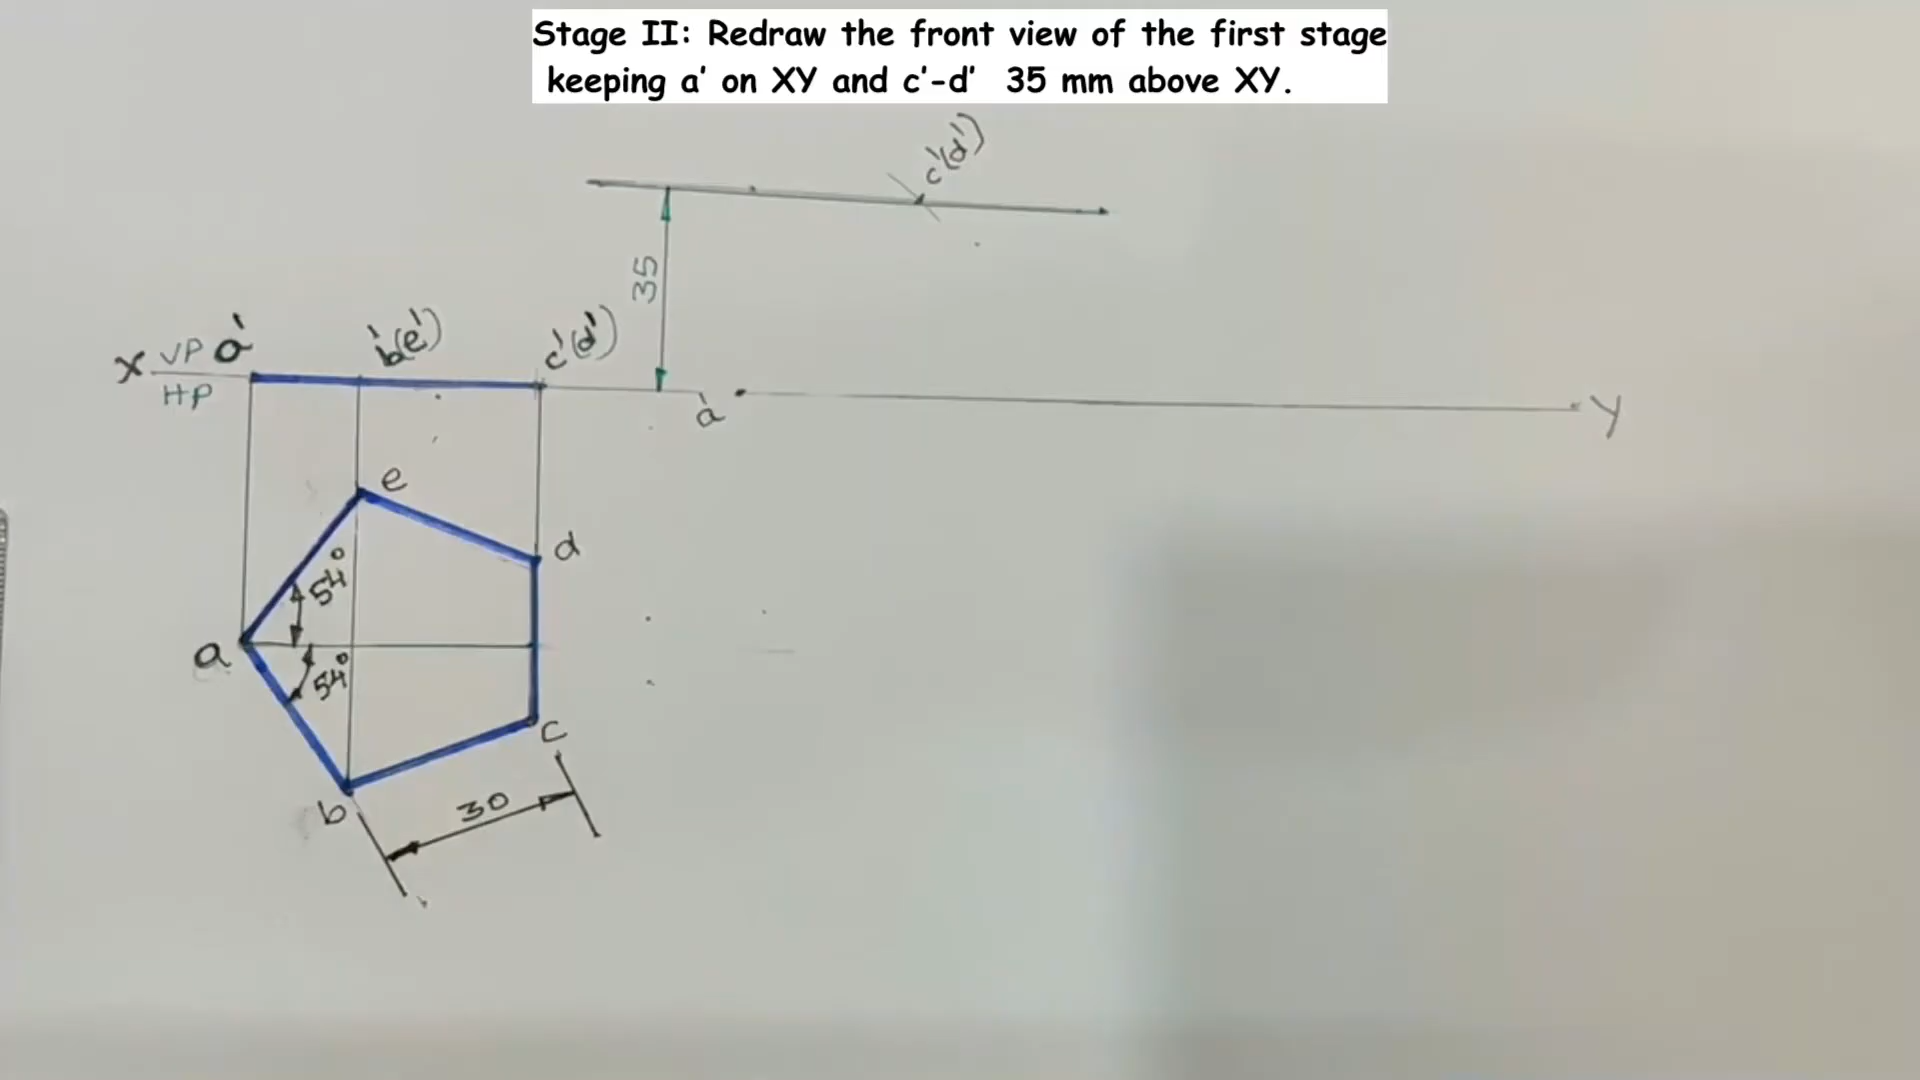 Stage II: Redraw the front view of the first stage
keeping a' on XY and c'-d' 35 mm above XY.
c'(d')
35
X VP a' b'(e') c'(d')
HP
a' Y
e
d
54°
a
54°
c
b
30